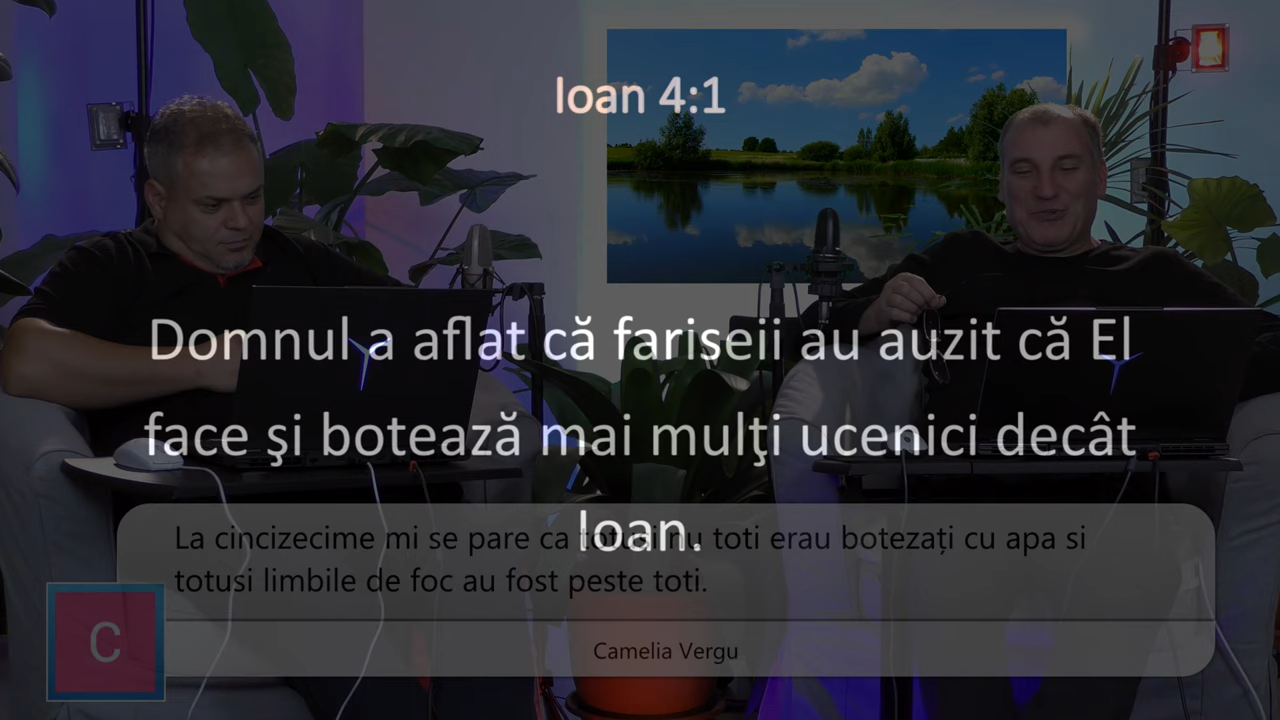 Ioan 4:1
Domnul a aflat că fariseii au auzit că El
face şi botează mai mulţi ucenici decât
Ioan.
La cincizecime mi se pare ca totusi nu toti erau botezați cu apa si
totusi limbile de foc au fost peste toti.
C
Camelia Vergu